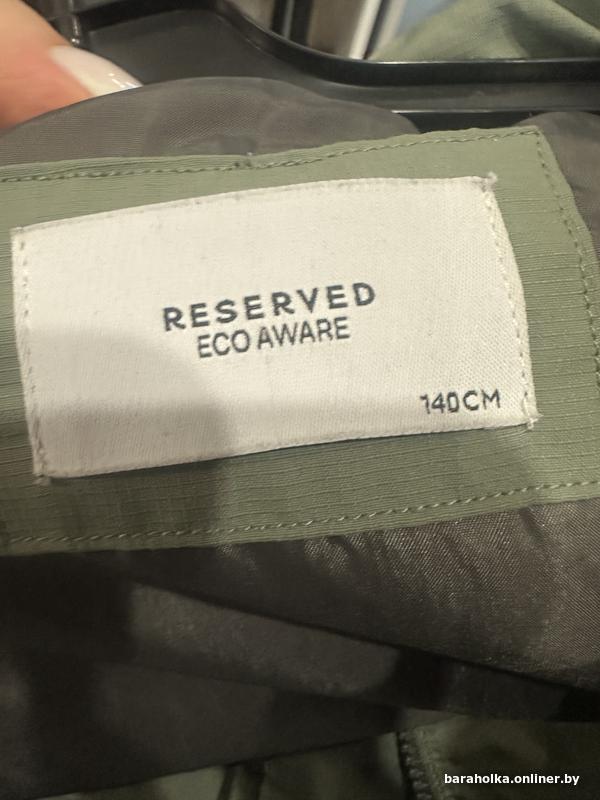 RESERVED
ECO AWARE
140CM
baraholka.onliner.by